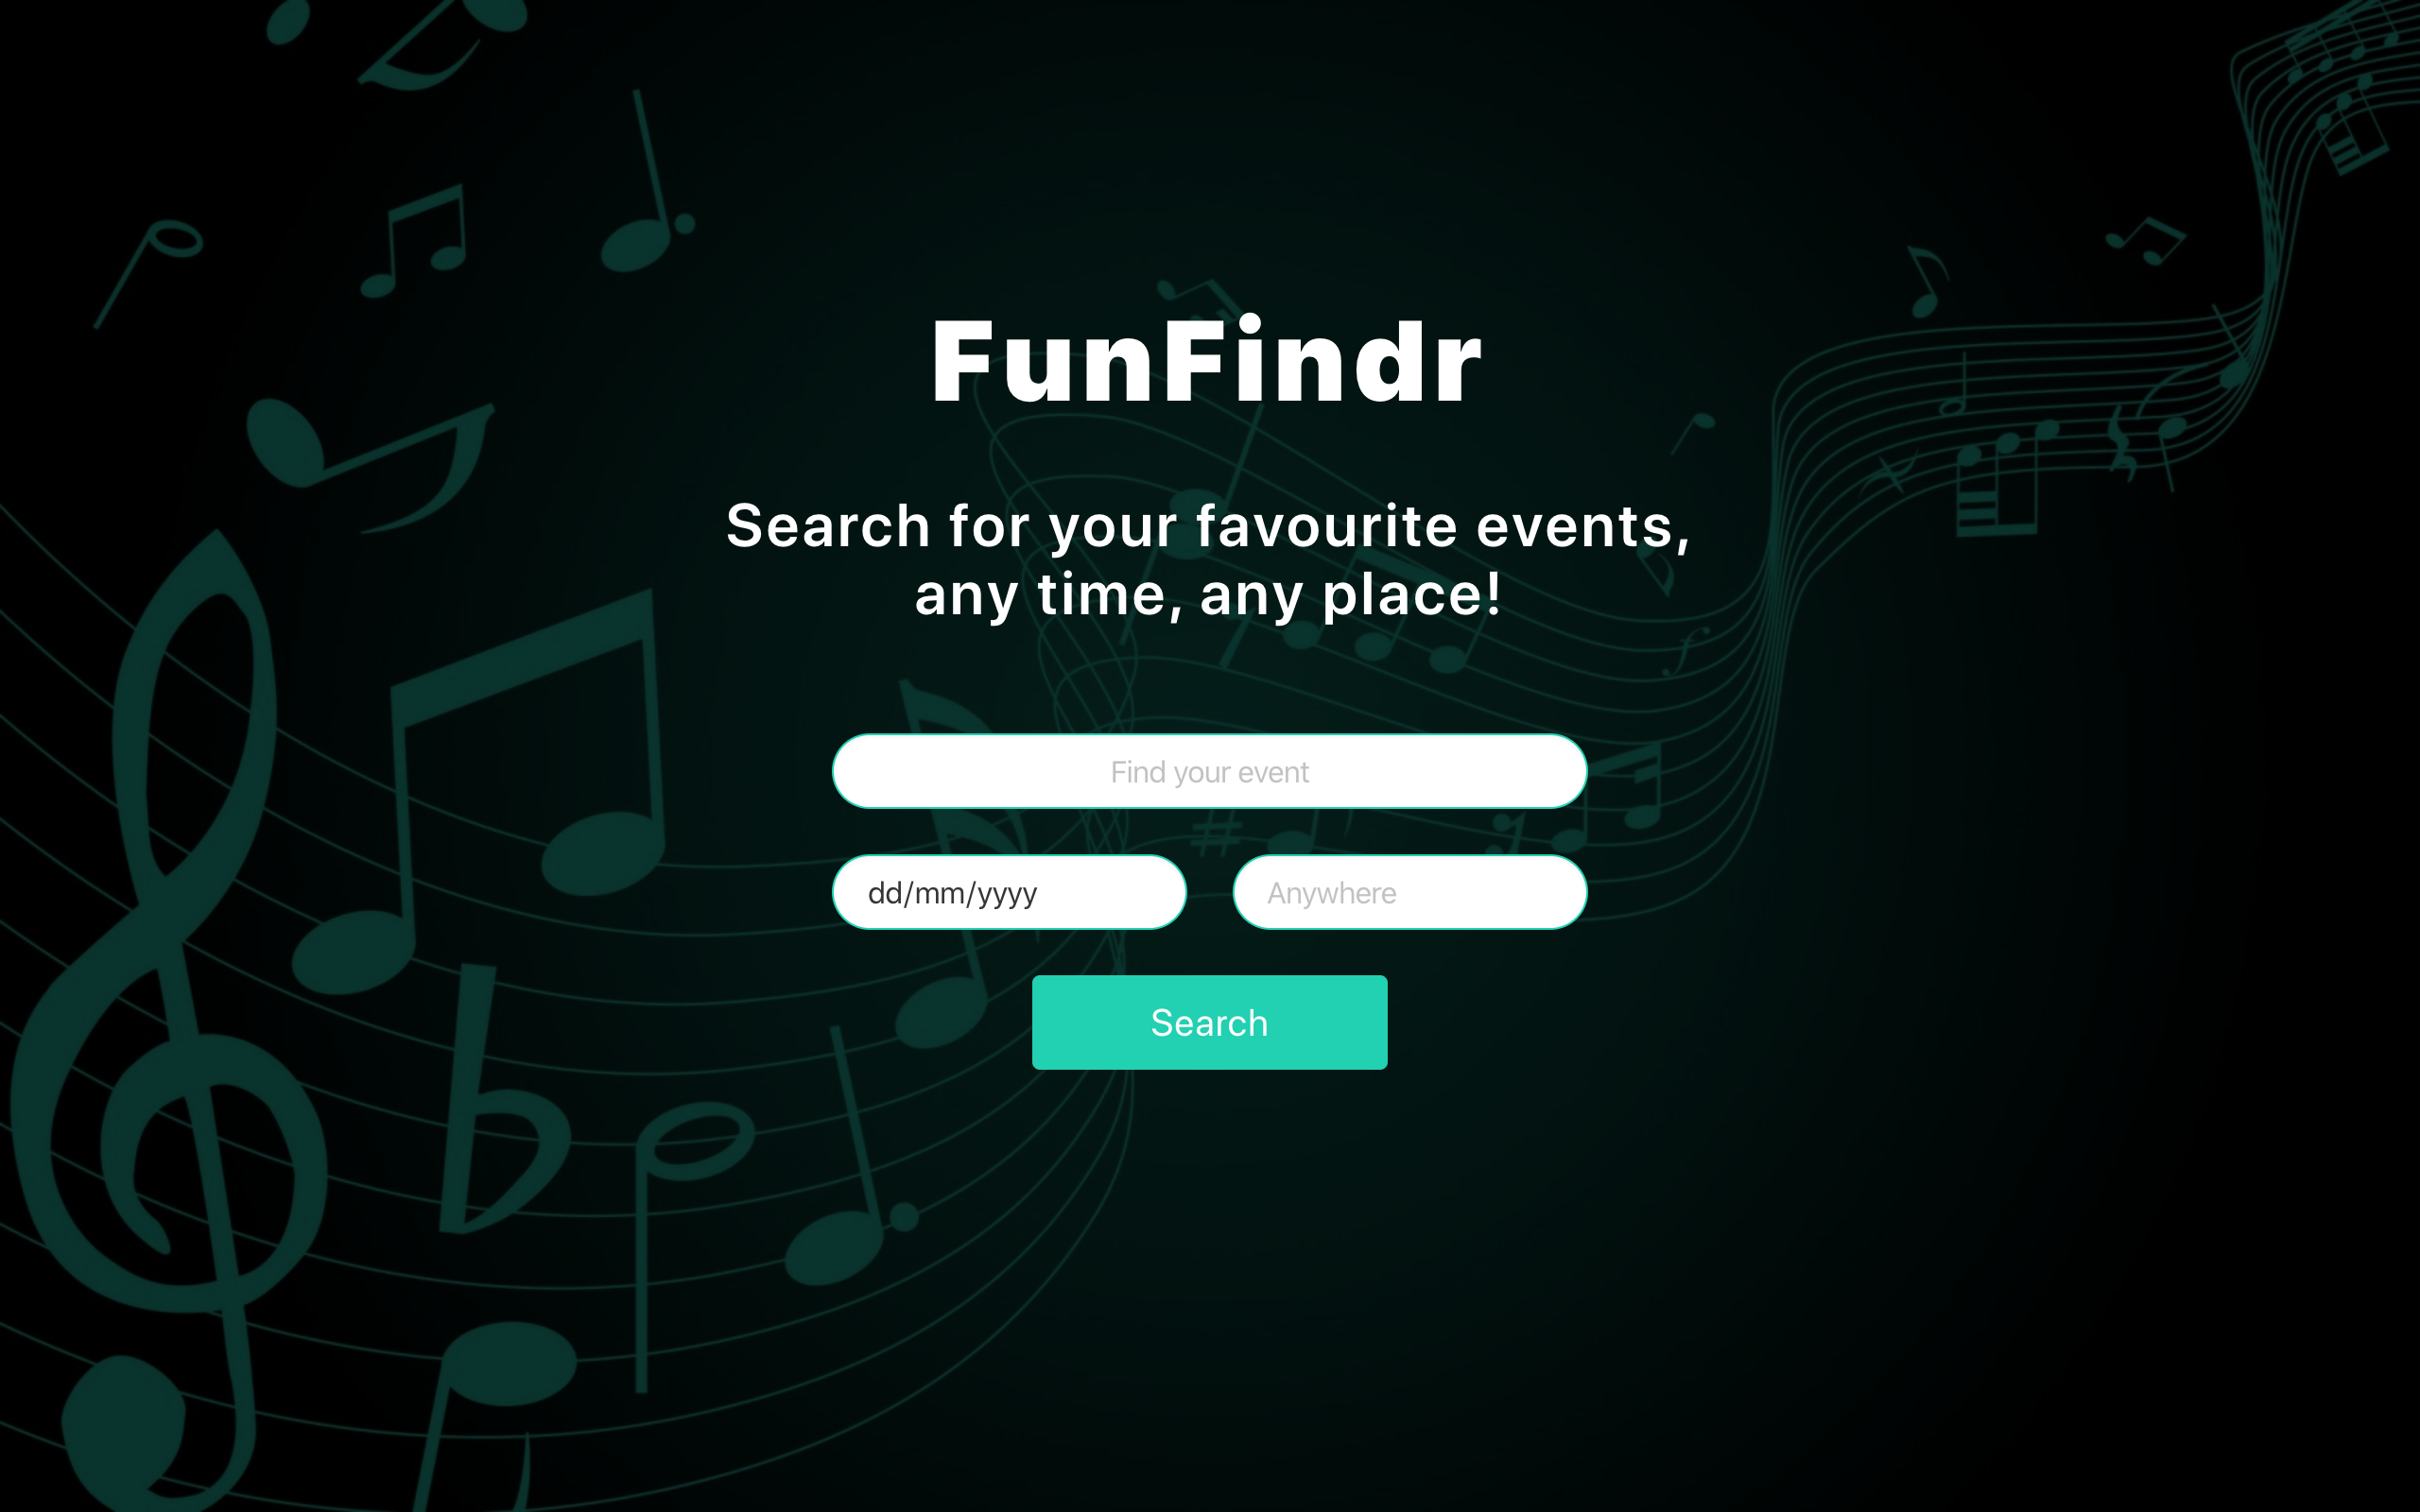 FunFindr
Search for your favourite events,
any time, any place!
Find your event
dd/mm/yyyy
Anywhere
Search